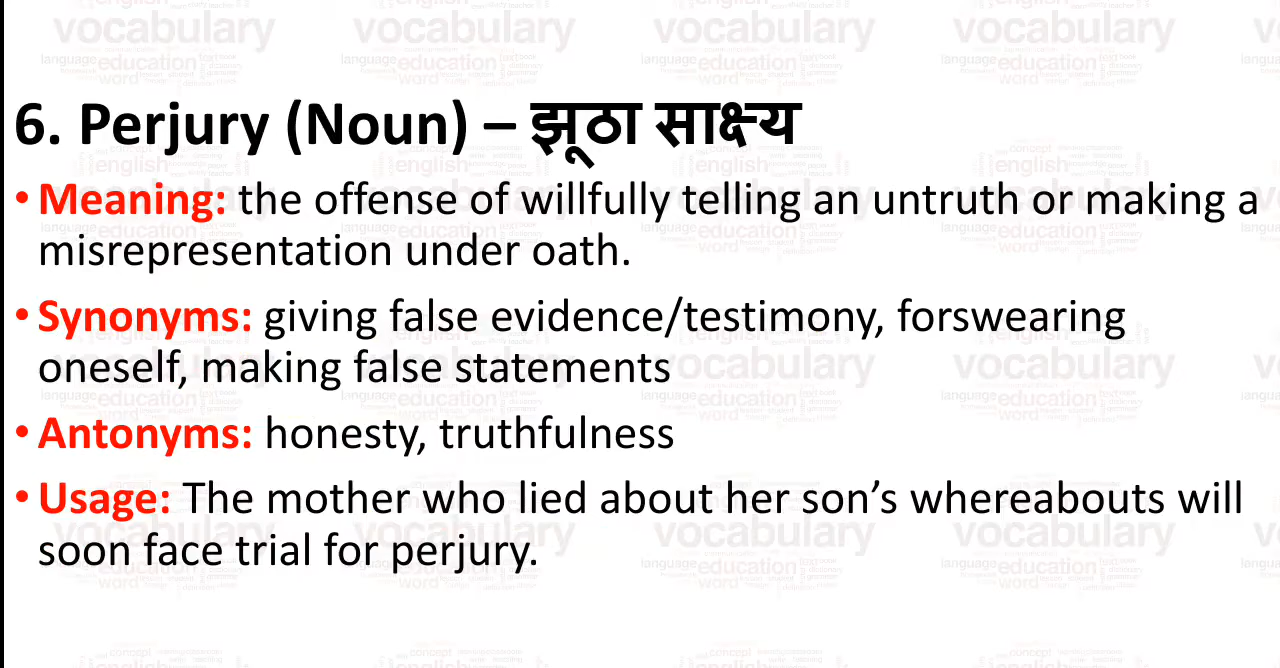 6. Perjury (Noun) – झूठा साक्ष्य
• Meaning: the offense of willfully telling an untruth or making a
misrepresentation under oath.
• Synonyms: giving false evidence/testimony, forswearing
oneself, making false statements
• Antonyms: honesty, truthfulness
• Usage: The mother who lied about her son's whereabouts will
soon face trial for perjury.